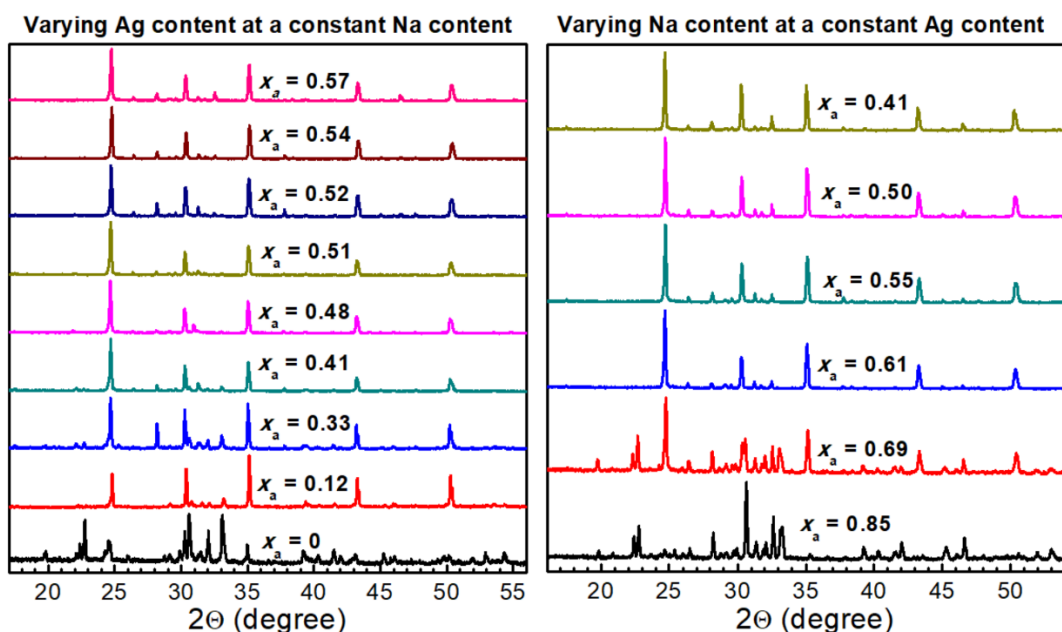 Varying Ag content at a constant Na content
xₐ = 0.57
xₐ = 0.54
xₐ = 0.52
xₐ = 0.51
xₐ = 0.48
xₐ = 0.41
xₐ = 0.33
xₐ = 0.12
xₐ = 0
20 25 30 35 40 45 50 55
2Θ (degree)
Varying Na content at a constant Ag content
xₐ = 0.41
xₐ = 0.50
xₐ = 0.55
xₐ = 0.61
xₐ = 0.69
xₐ = 0.85
20 25 30 35 40 45 50
2Θ (degree)